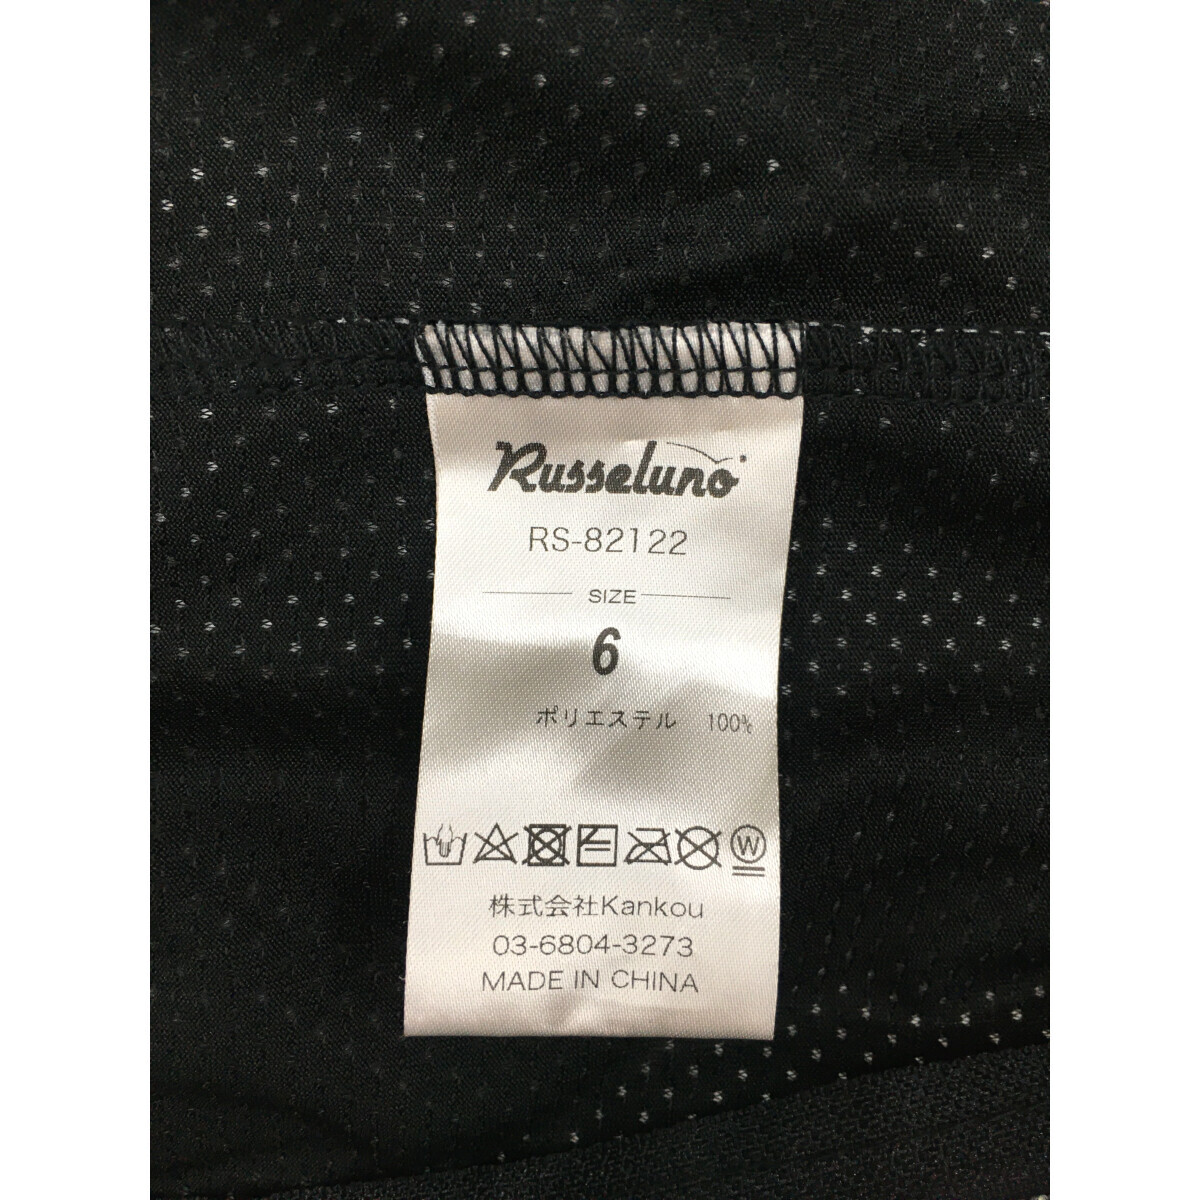 Russeluno
RS-82122
SIZE
6
ポリエステル 100%
W
株式会社Kankou
03-6804-3273
MADE IN CHINA